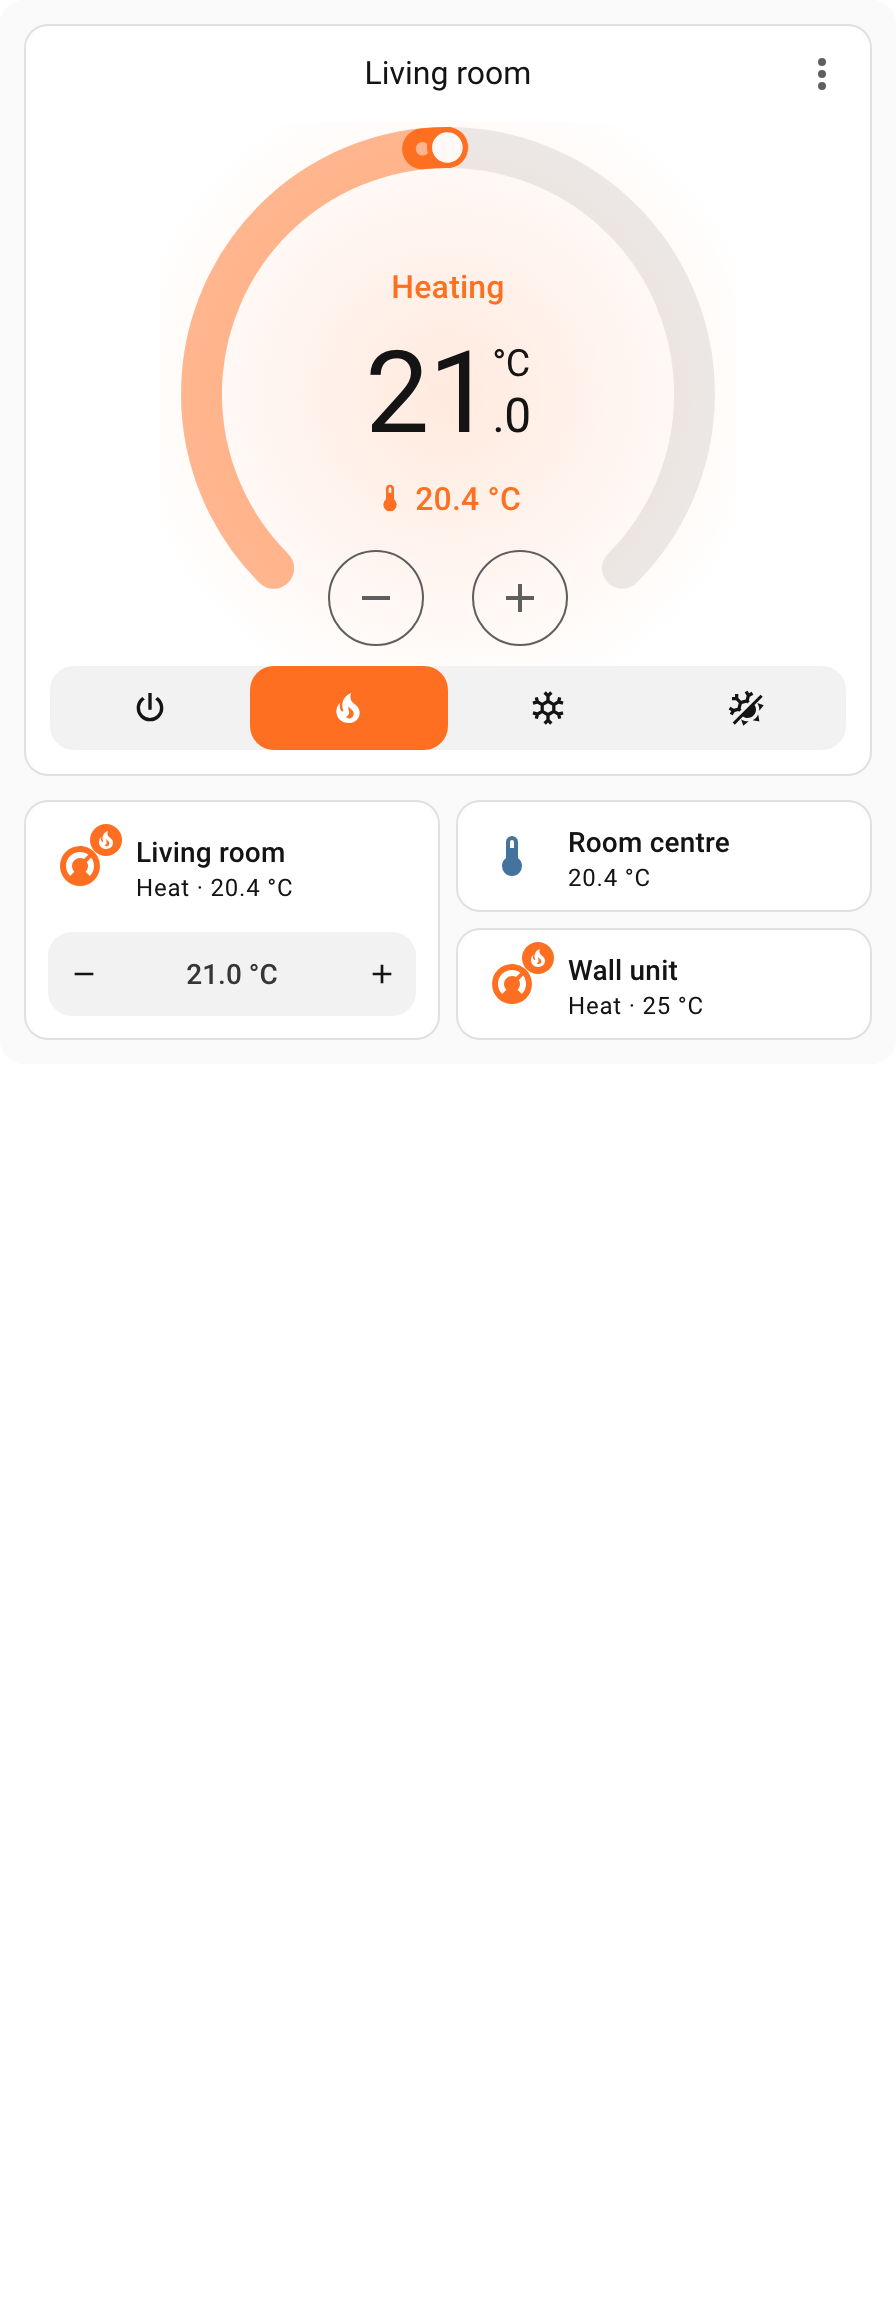 Living room
Heating
21.0 °C
20.4 °C
Living room
Heat · 20.4 °C
21.0 °C
Room centre
20.4 °C
Wall unit
Heat · 25 °C